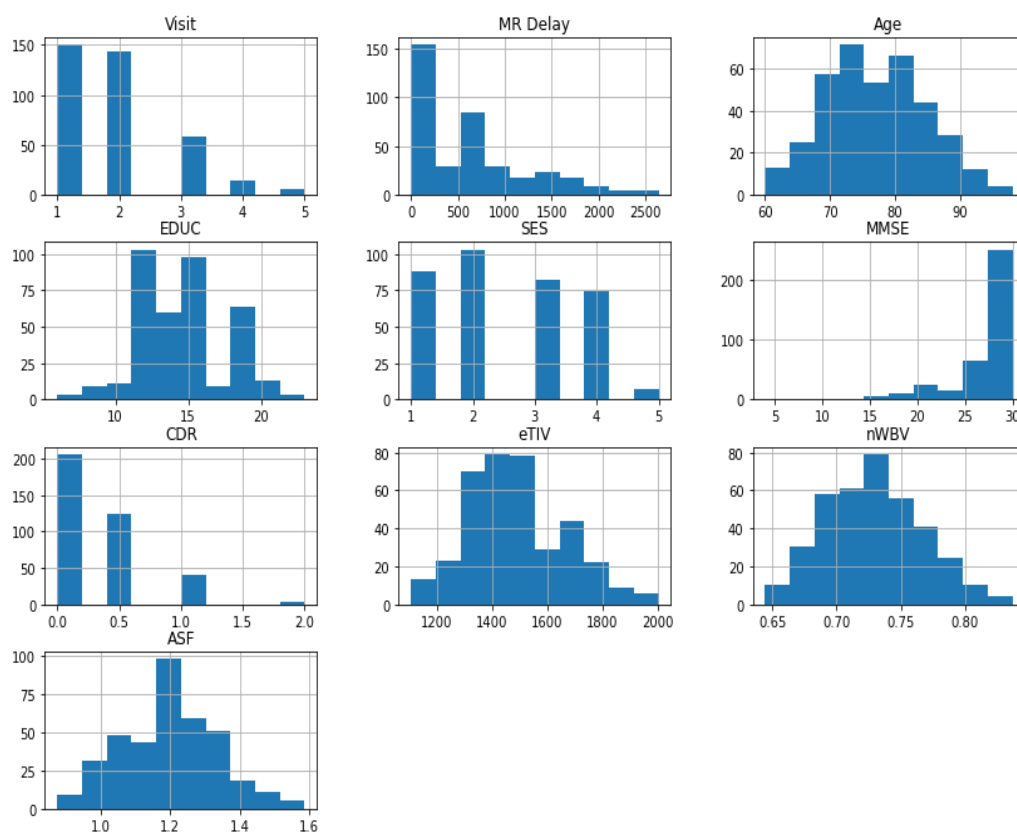 Visit
150
100
50
0
1 2 3 4 5
MR Delay
150
100
50
0
0 500 1000 1500 2000 2500
Age
60
40
20
0
60 70 80 90
EDUC
100
75
50
25
0
10 15 20
SES
100
75
50
25
0
1 2 3 4 5
MMSE
200
100
0
5 10 15 20 25 30
CDR
200
150
100
50
0
0.0 0.5 1.0 1.5 2.0
eTIV
80
60
40
20
0
1200 1400 1600 1800 2000
nWBV
80
60
40
20
0
0.65 0.70 0.75 0.80
ASF
100
75
50
25
0
1.0 1.2 1.4 1.6